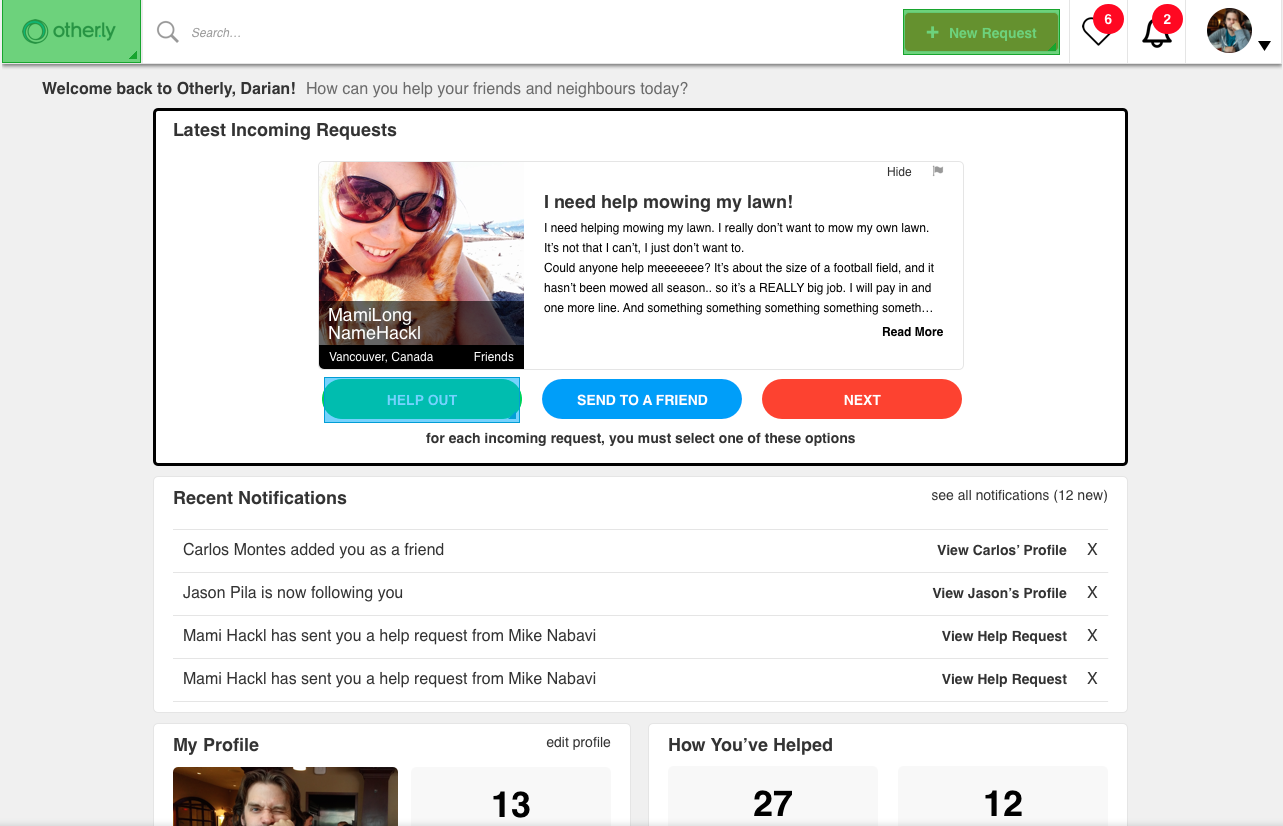 otherly
Search...
+ New Request
6
2
Welcome back to Otherly, Darian! How can you help your friends and neighbours today?
Latest Incoming Requests
Hide
I need help mowing my lawn!
I need helping mowing my lawn. I really don’t want to mow my own lawn.
It’s not that I can’t, I just don’t want to.
Could anyone help meeeeeee? It’s about the size of a football field, and it
hasn’t been mowed all season.. so it’s a REALLY big job. I will pay in and
one more line. And something something something something someth…
Read More
MamiLong
NameHackl
Vancouver, Canada Friends
HELP OUT
SEND TO A FRIEND
NEXT
for each incoming request, you must select one of these options
Recent Notifications
see all notifications (12 new)
Carlos Montes added you as a friend View Carlos’ Profile X
Jason Pila is now following you View Jason’s Profile X
Mami Hackl has sent you a help request from Mike Nabavi View Help Request X
Mami Hackl has sent you a help request from Mike Nabavi View Help Request X
My Profile
edit profile
13
How You’ve Helped
27
12